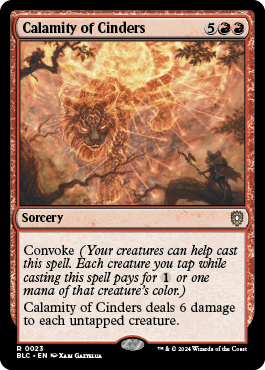 Calamity of Cinders 5
Sorcery
Convoke (Your creatures can help cast
this spell. Each creature you tap while
casting this spell pays for 1 or one
mana of that creature's color.)
Calamity of Cinders deals 6 damage
to each untapped creature.
R 0023
BLC • EN Xabi Gaztelua
™ & © 2024 Wizards of the Coast